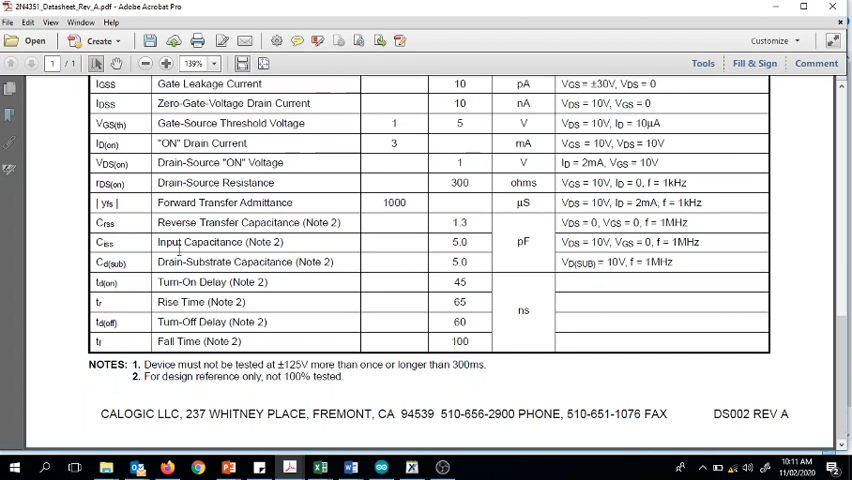 2N4351_Datasheet_Rev_A.pdf - Adobe Acrobat Pro
File Edit View Window Help
Open Create Customize
1 / 1 139% Tools Fill & Sign Comment
IGSS Gate Leakage Current 10 pA VGS = ±30V, VDS = 0
IDSS Zero-Gate-Voltage Drain Current 10 nA VDS = 10V, VGS = 0
VGS(th) Gate-Source Threshold Voltage 1 5 V VDS = 10V, ID = 10µA
ID(on) "ON" Drain Current 3 mA VGS = 10V, VDS = 10V
VDS(on) Drain-Source "ON" Voltage 1 V ID = 2mA, VGS = 10V
rDS(on) Drain-Source Resistance 300 ohms VGS = 10V, ID = 0, f = 1kHz
| yfs | Forward Transfer Admittance 1000 µS VDS = 10V, ID = 2mA, f = 1kHz
Crss Reverse Transfer Capacitance (Note 2) 1.3 VDS = 0, VGS = 0, f = 1MHz
Ciss Input Capacitance (Note 2) 5.0 pF VDS = 10V, VGS = 0, f = 1MHz
Cd(sub) Drain-Substrate Capacitance (Note 2) 5.0 VD(SUB) = 10V, f = 1MHz
td(on) Turn-On Delay (Note 2) 45
tr Rise Time (Note 2) 65
ns
td(off) Turn-Off Delay (Note 2) 60
tf Fall Time (Note 2) 100
NOTES: 1. Device must not be tested at ±125V more than once or longer than 300ms.
2. For design reference only, not 100% tested.
CALOGIC LLC, 237 WHITNEY PLACE, FREMONT, CA 94539 510-656-2900 PHONE, 510-651-1076 FAX DS002 REV A
10:11 AM
11/02/2020